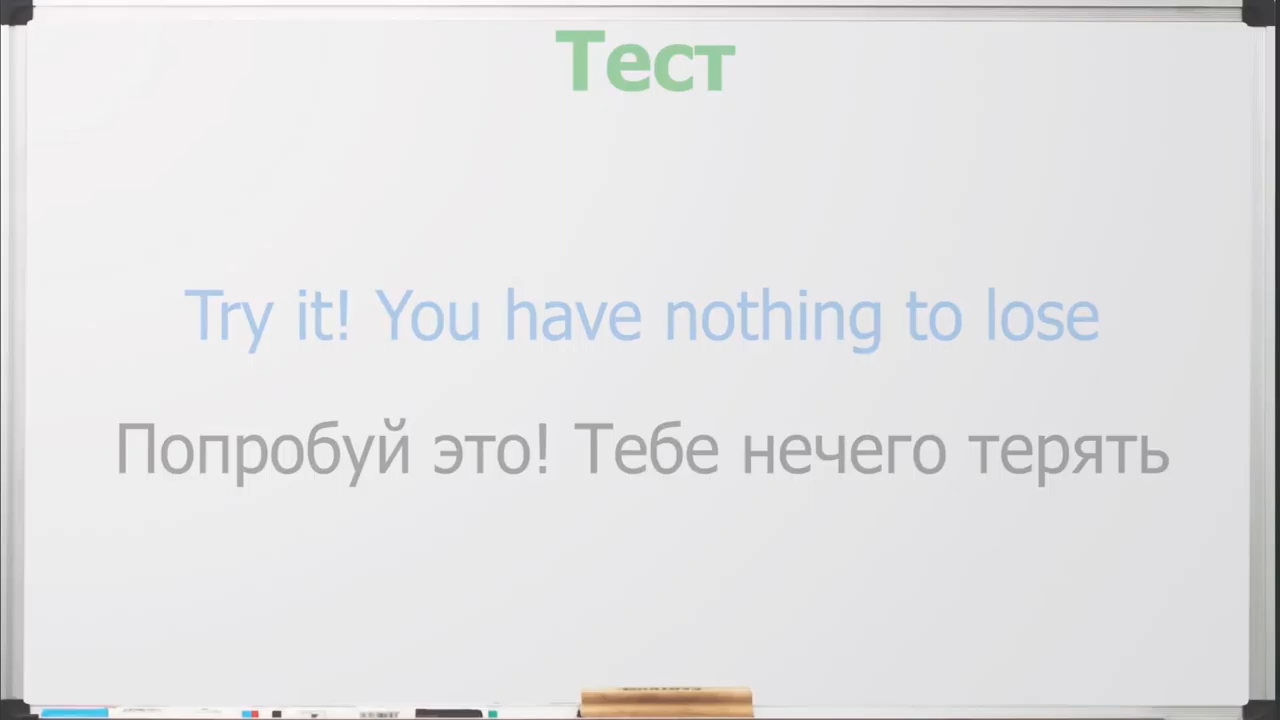 Тест
Try it! You have nothing to lose
Попробуй это! Тебе нечего терять